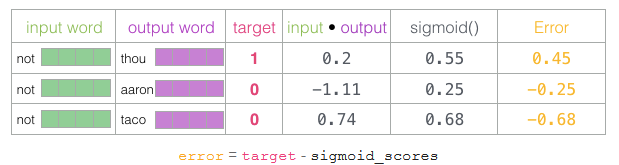 input word output word target input • output sigmoid() Error
not thou 1 0.2 0.55 0.45
not aaron 0 -1.11 0.25 -0.25
not taco 0 0.74 0.68 -0.68
error = target - sigmoid_scores